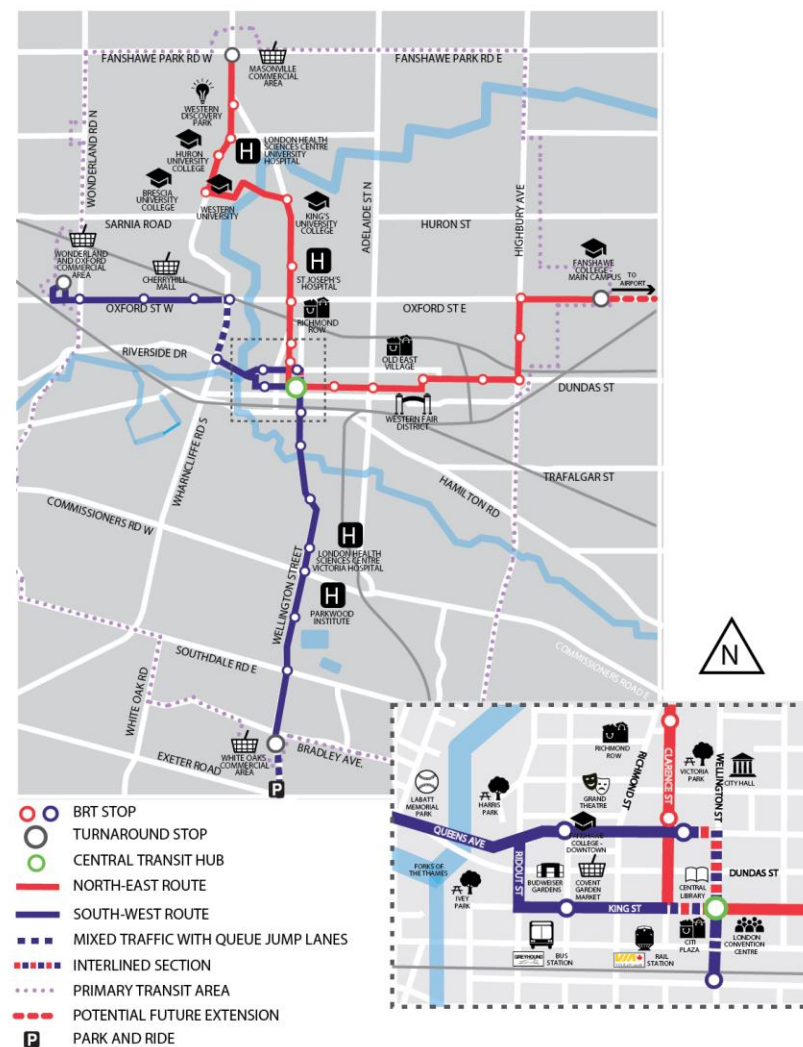 FANSHAWE PARK RD W
MASONVILLE
COMMERCIAL
AREA
FANSHAWE PARK RD E
WONDERLAND RD N
WESTERN
DISCOVERY
PARK
HURON
UNIVERSITY
COLLEGE
H
LONDON HEALTH
SCIENCES CENTRE
UNIVERSITY
HOSPITAL
BRESCIA
UNIVERSITY
COLLEGE
WESTERN
UNIVERSITY
KING'S
UNIVERSITY
COLLEGE
ADELAIDE ST N
HIGHBURY AVE
SARNIA ROAD
HURON ST
WONDERLAND
AND OXFORD
COMMERCIAL
AREA
CHERRYHILL
MALL
H
ST JOSEPH'S
HOSPITAL
FANSHAWE
COLLEGE -
MAIN CAMPUS
TO
AIRPORT
OXFORD ST W
RICHMOND
ROW
OXFORD ST E
RIVERSIDE DR
OLD EAST
VILLAGE
DUNDAS ST
WESTERN FAIR
DISTRICT
WHARNCLIFFE RD S
TRAFALGAR ST
HAMILTON RD
COMMISSIONERS RD W
H
LONDON HEALTH
SCIENCES CENTRE
VICTORIA HOSPITAL
WELLINGTON STREET
H
PARKWOOD
INSTITUTE
COMMISSIONERS ROAD E
SOUTHDALE RD E
WHITE OAK RD
WHITE OAKS
COMMERCIAL
AREA
BRADLEY AVE.
EXETER ROAD
P
N
BRT STOP
TURNAROUND STOP
CENTRAL TRANSIT HUB
NORTH-EAST ROUTE
SOUTH-WEST ROUTE
MIXED TRAFFIC WITH QUEUE JUMP LANES
INTERLINED SECTION
PRIMARY TRANSIT AREA
POTENTIAL FUTURE EXTENSION
P PARK AND RIDE
RICHMOND
ROW
RICHMOND ST
CLARENCE ST
VICTORIA
PARK
WELLINGTON ST
CITY HALL
LABATT
MEMORIAL
PARK
HARRIS
PARK
GRAND
THEATRE
QUEENS AVE
FANSHAWE
COLLEGE -
DOWNTOWN
RIDOUT ST
FORKS OF
THE THAMES
BUDWEISER
GARDENS
COVENT
GARDEN
MARKET
CENTRAL
LIBRARY
DUNDAS ST
IVEY
PARK
KING ST
GREYHOUND
BUS
STATION
VIA
RAIL
STATION
CITI
PLAZA
LONDON
CONVENTION
CENTRE